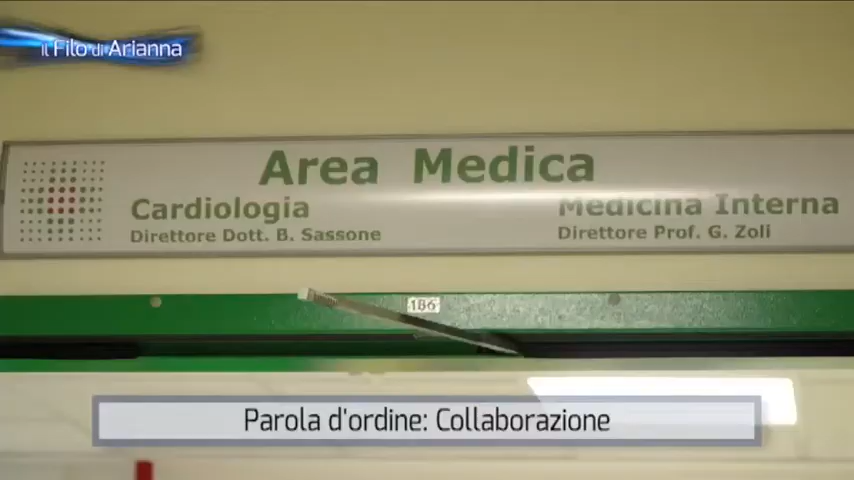 il Filo di Arianna
Area Medica
Cardiologia
Direttore Dott. B. Sassone
Medicina Interna
Direttore Prof. G. Zoli
186
Parola d'ordine: Collaborazione